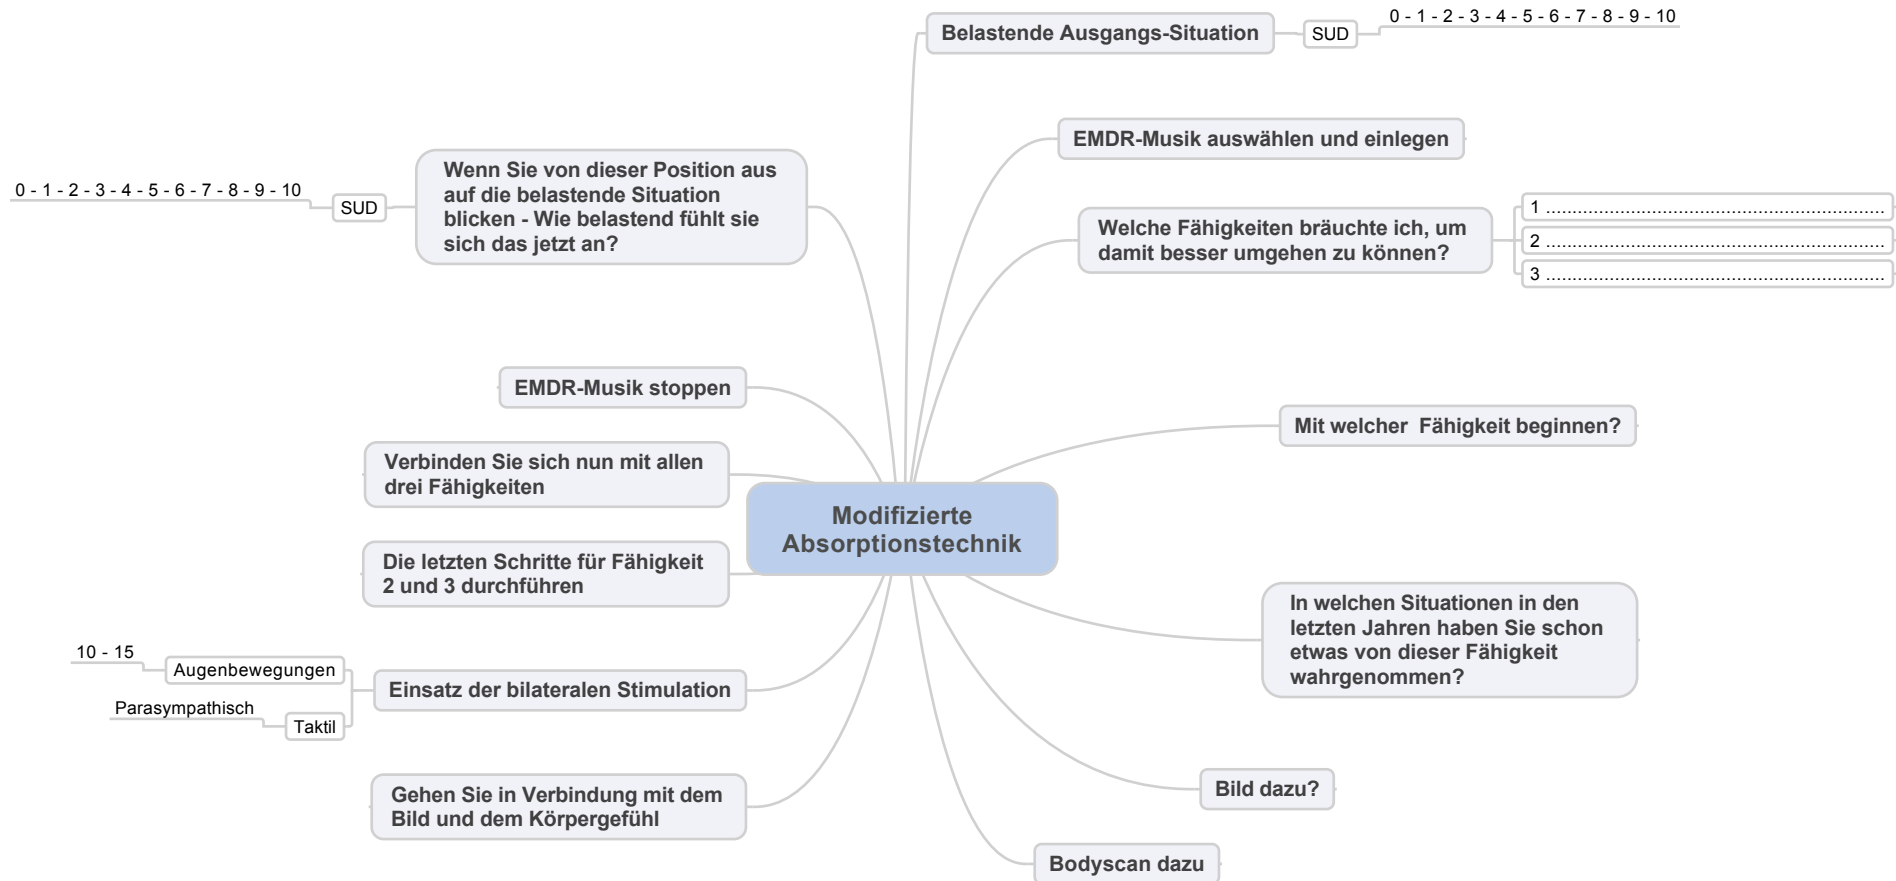 Modifizierte
Absorptionstechnik
Belastende Ausgangs-Situation
SUD
0 - 1 - 2 - 3 - 4 - 5 - 6 - 7 - 8 - 9 - 10
EMDR-Musik auswählen und einlegen
Welche Fähigkeiten bräuchte ich, um
damit besser umgehen zu können?
1 .................................................................
2 .................................................................
3 .................................................................
Mit welcher  Fähigkeit beginnen?
In welchen Situationen in den
letzten Jahren haben Sie schon
etwas von dieser Fähigkeit
wahrgenommen?
Bild dazu?
Bodyscan dazu
Gehen Sie in Verbindung mit dem
Bild und dem Körpergefühl
Einsatz der bilateralen Stimulation
Augenbewegungen
10 - 15
Taktil
Parasympathisch
Die letzten Schritte für Fähigkeit
2 und 3 durchführen
Verbinden Sie sich nun mit allen
drei Fähigkeiten
EMDR-Musik stoppen
Wenn Sie von dieser Position aus
auf die belastende Situation
blicken - Wie belastend fühlt sie
sich das jetzt an?
SUD
0 - 1 - 2 - 3 - 4 - 5 - 6 - 7 - 8 - 9 - 10